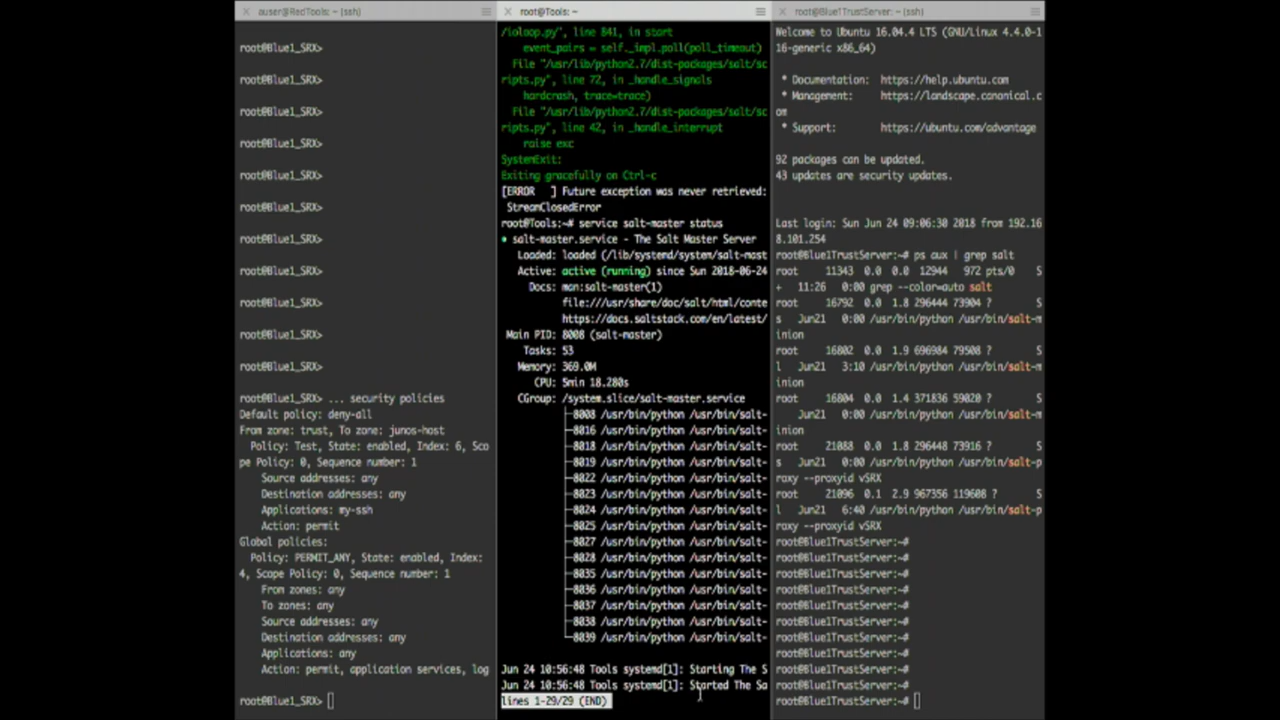 auser@RedTools: ~ (ssh)
root@Blue1_SRX>
root@Blue1_SRX>
root@Blue1_SRX>
root@Blue1_SRX>
root@Blue1_SRX>
root@Blue1_SRX>
root@Blue1_SRX>
root@Blue1_SRX>
root@Blue1_SRX>
root@Blue1_SRX>
root@Blue1_SRX>
root@Blue1_SRX> ... security policies
Default policy: deny-all
From zone: trust, To zone: junos-host
Policy: Test, State: enabled, Index: 6, Sco
pe Policy: 0, Sequence number: 1
Source addresses: any
Destination addresses: any
Applications: my-ssh
Action: permit
Global policies:
Policy: PERMIT_ANY, State: enabled, Index:
4, Scope Policy: 0, Sequence number: 1
From zones: any
To zones: any
Source addresses: any
Destination addresses: any
Applications: any
Action: permit, application services, log
root@Blue1_SRX>
root@Tools: ~
/ioloop.py", line 841, in start
event_pairs = self._impl.poll(poll_timeout)
File "/usr/lib/python2.7/dist-packages/salt/sc
ripts.py", line 72, in _handle_signals
hardcrash, trace=trace)
File "/usr/lib/python2.7/dist-packages/salt/sc
ripts.py", line 42, in _handle_interrupt
raise exc
SystemExit:
Exiting gracefully on Ctrl-c
[ERROR   ] Future exception was never retrieved:
StreamClosedError
root@Tools:~# service salt-master status
● salt-master.service - The Salt Master Server
Loaded: loaded (/lib/systemd/system/salt-mast
Active: active (running) since Sun 2018-06-24
Docs: man:salt-master(1)
file:///usr/share/doc/salt/html/conte
https://docs.saltstack.com/en/latest/
Main PID: 8008 (salt-master)
Tasks: 53
Memory: 369.0M
CPU: 5min 18.280s
CGroup: /system.slice/salt-master.service
├─8008 /usr/bin/python /usr/bin/salt-
├─8016 /usr/bin/python /usr/bin/salt-
├─8018 /usr/bin/python /usr/bin/salt-
├─8019 /usr/bin/python /usr/bin/salt-
├─8022 /usr/bin/python /usr/bin/salt-
├─8023 /usr/bin/python /usr/bin/salt-
├─8024 /usr/bin/python /usr/bin/salt-
├─8025 /usr/bin/python /usr/bin/salt-
├─8027 /usr/bin/python /usr/bin/salt-
├─8028 /usr/bin/python /usr/bin/salt-
├─8035 /usr/bin/python /usr/bin/salt-
├─8036 /usr/bin/python /usr/bin/salt-
├─8037 /usr/bin/python /usr/bin/salt-
├─8038 /usr/bin/python /usr/bin/salt-
└─8039 /usr/bin/python /usr/bin/salt-
Jun 24 10:56:48 Tools systemd[1]: Starting The S
Jun 24 10:56:48 Tools systemd[1]: Started The Sa
lines 1-29/29 (END)
root@Blue1TrustServer: ~ (ssh)
Welcome to Ubuntu 16.04.4 LTS (GNU/Linux 4.4.0-1
16-generic x86_64)
* Documentation:  https://help.ubuntu.com
* Management:     https://landscape.canonical.c
om
* Support:        https://ubuntu.com/advantage
92 packages can be updated.
43 updates are security updates.
Last login: Sun Jun 24 09:06:30 2018 from 192.16
8.101.254
root@Blue1TrustServer:~# ps aux | grep salt
root     11343  0.0  0.0  12944   972 pts/0    S
+   11:26   0:00 grep --color=auto salt
root     16792  0.0  1.8 296444 73904 ?        S
s    Jun21   0:00 /usr/bin/python /usr/bin/salt-m
inion
root     16802  0.0  1.9 696984 79508 ?        S
l    Jun21   3:10 /usr/bin/python /usr/bin/salt-m
inion
root     16804  0.0  1.4 371836 59020 ?        S
Jun21   0:00 /usr/bin/python /usr/bin/salt-m
inion
root     21088  0.0  1.8 296448 73916 ?        S
s    Jun21   0:00 /usr/bin/python /usr/bin/salt-p
roxy --proxyid vSRX
root     21096  0.1  2.9 967356 119608 ?       S
l    Jun21   6:40 /usr/bin/python /usr/bin/salt-p
roxy --proxyid vSRX
root@Blue1TrustServer:~#
root@Blue1TrustServer:~#
root@Blue1TrustServer:~#
root@Blue1TrustServer:~#
root@Blue1TrustServer:~#
root@Blue1TrustServer:~#
root@Blue1TrustServer:~#
root@Blue1TrustServer:~#
root@Blue1TrustServer:~#
root@Blue1TrustServer:~#
root@Blue1TrustServer:~#